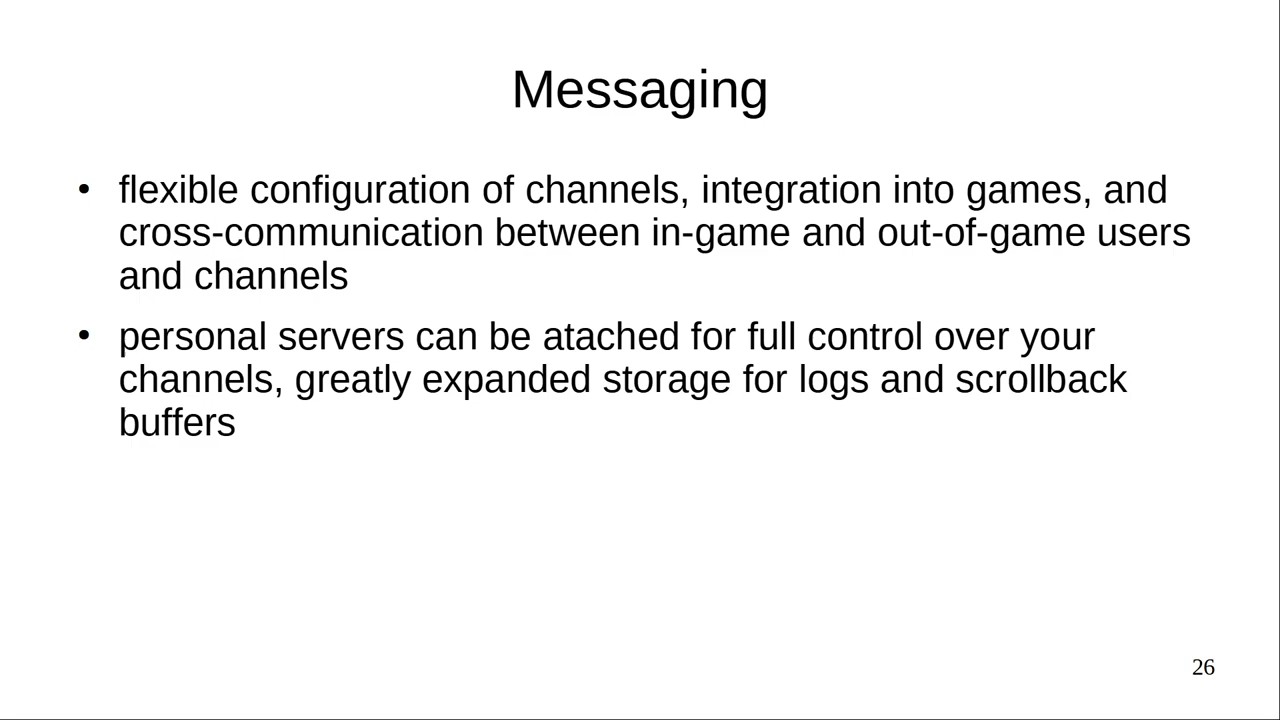 Messaging
• flexible configuration of channels, integration into games, and
cross-communication between in-game and out-of-game users
and channels
• personal servers can be atached for full control over your
channels, greatly expanded storage for logs and scrollback
buffers
26